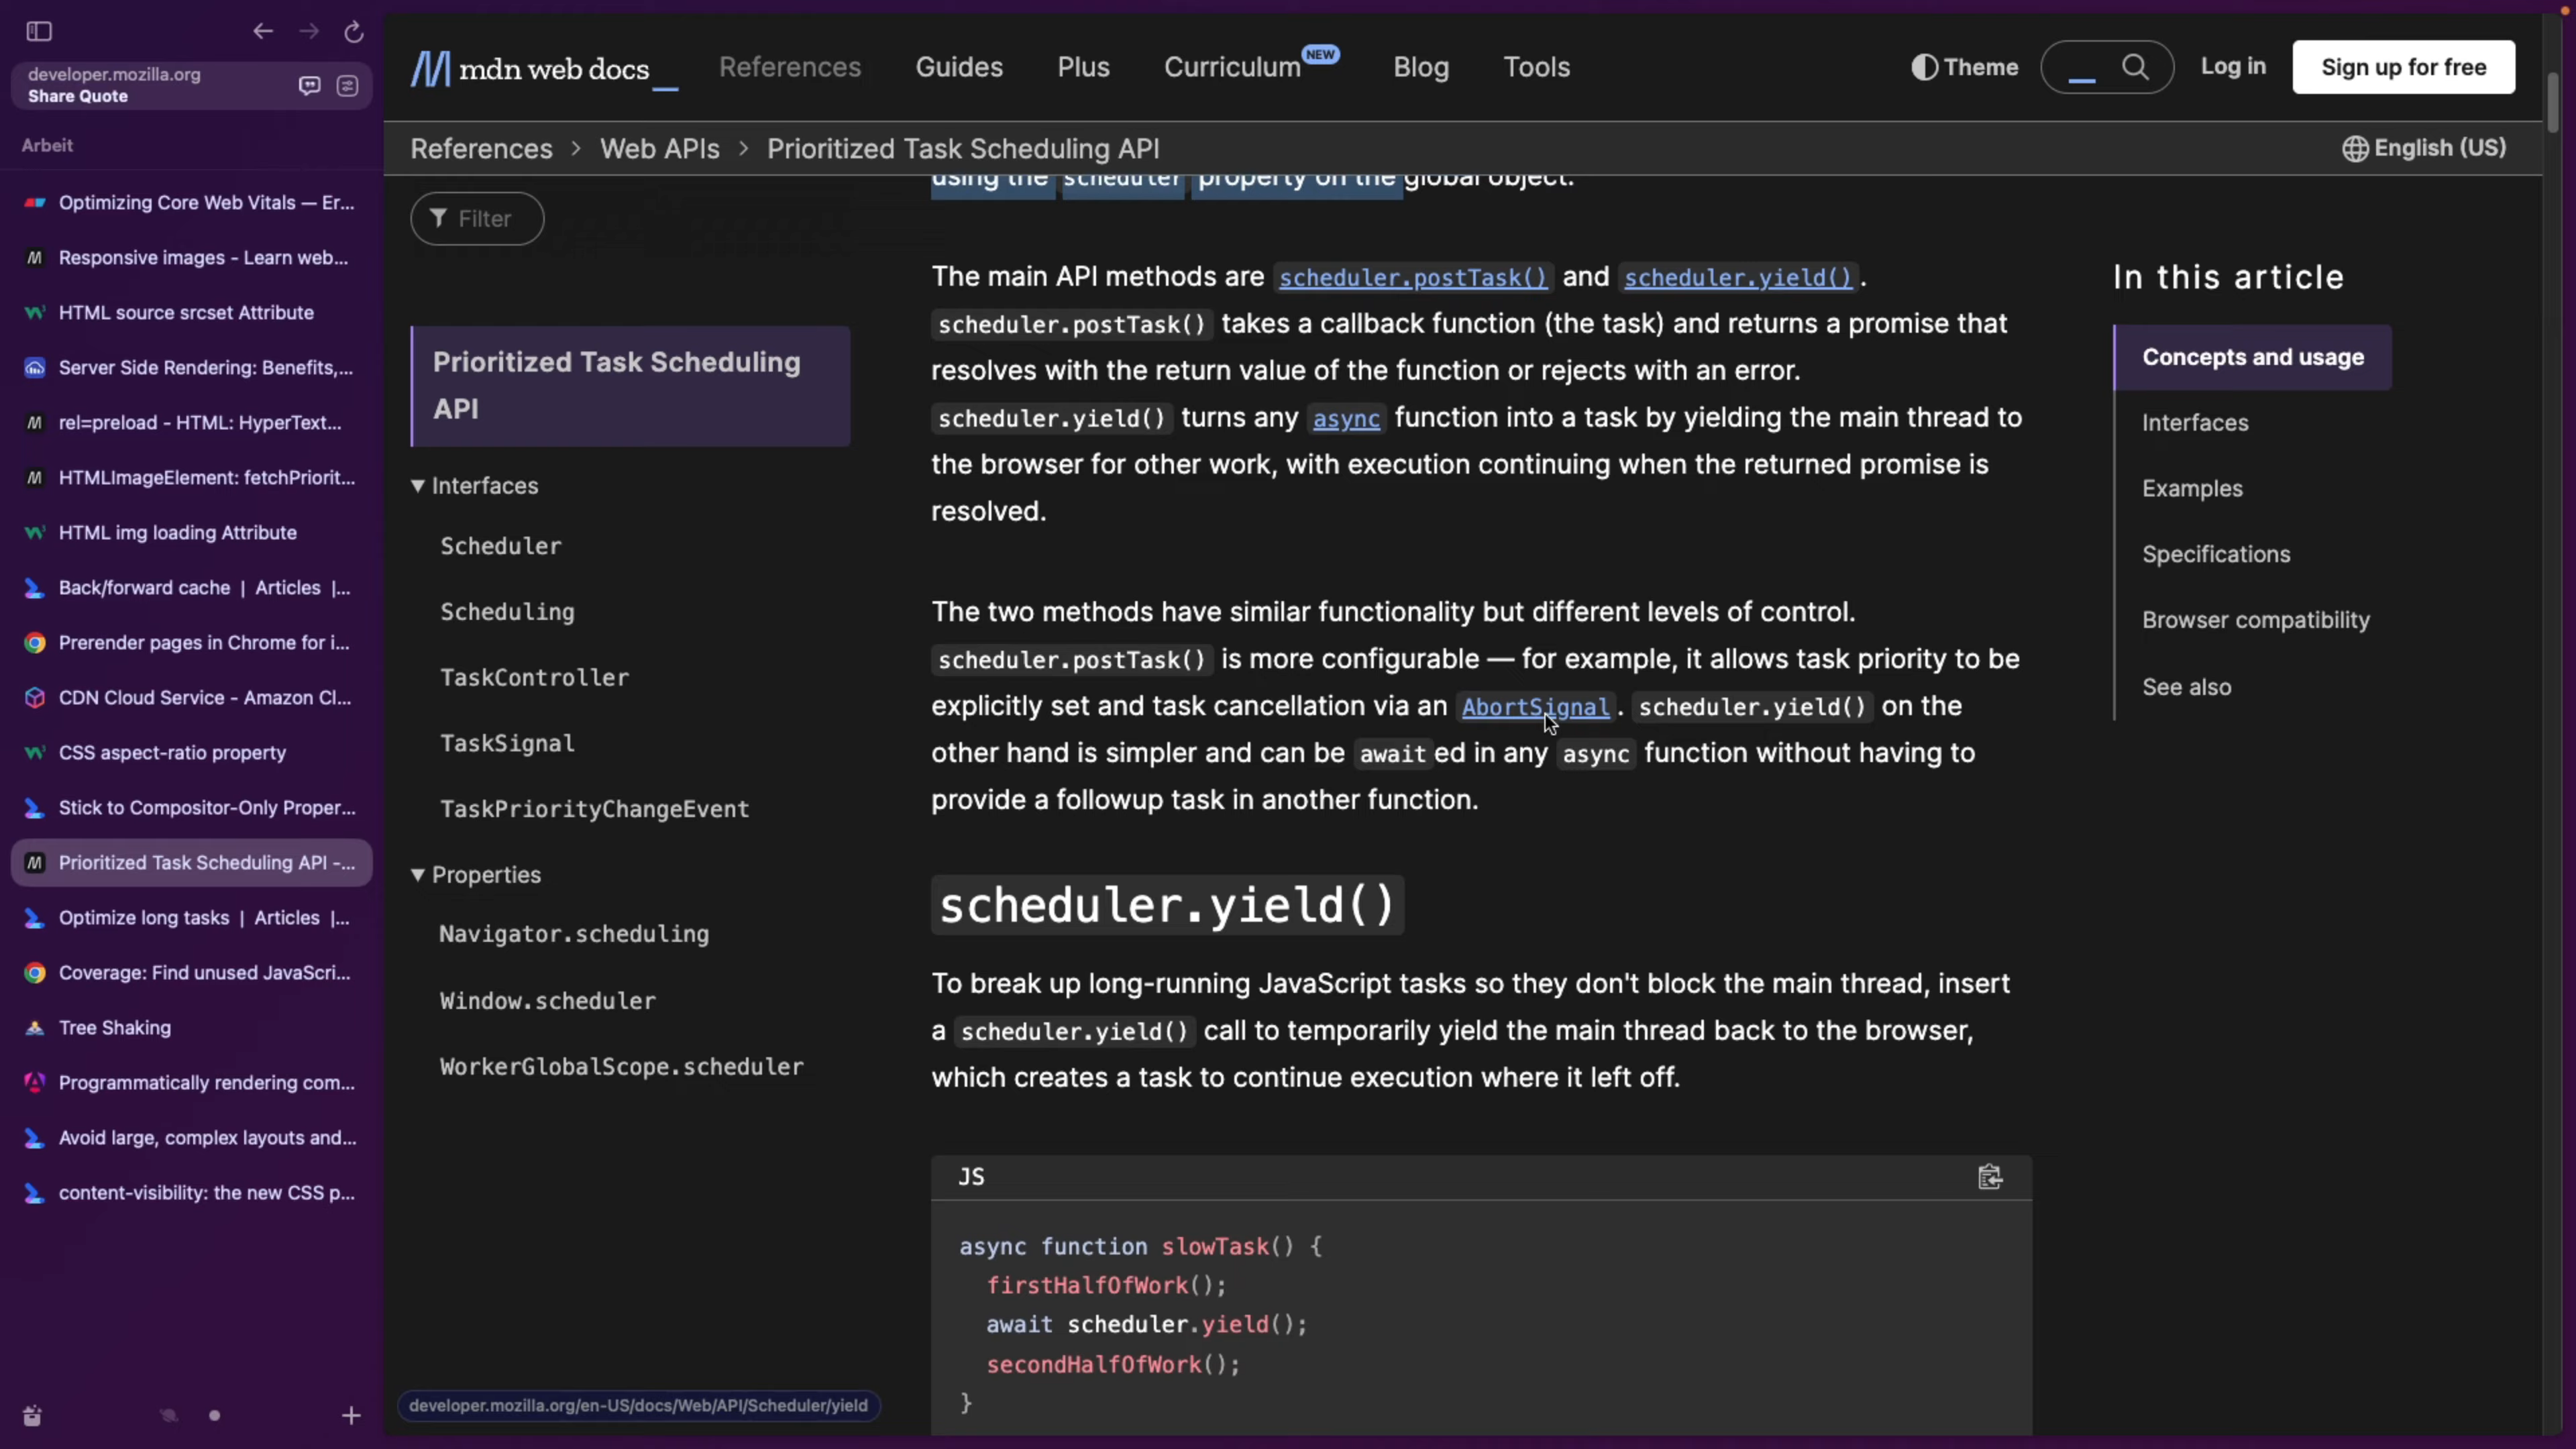 developer.mozilla.org
Share Quote
Arbeit
Optimizing Core Web Vitals — Er...
Responsive images - Learn web...
HTML source srcset Attribute
Server Side Rendering: Benefits,...
rel=preload - HTML: HyperText...
HTMLImageElement: fetchPriorit...
HTML img loading Attribute
Back/forward cache | Articles |...
Prerender pages in Chrome for i...
CDN Cloud Service - Amazon Cl...
CSS aspect-ratio property
Stick to Compositor-Only Proper...
Prioritized Task Scheduling API -...
Optimize long tasks | Articles |...
Coverage: Find unused JavaScri...
Tree Shaking
Programmatically rendering com...
Avoid large, complex layouts and...
content-visibility: the new CSS p...
mdn web docs_ References Guides Plus Curriculum NEW Blog Tools Theme Log in Sign up for free
References > Web APIs > Prioritized Task Scheduling API English (US)
Filter
Prioritized Task Scheduling
API
Interfaces
Scheduler
Scheduling
TaskController
TaskSignal
TaskPriorityChangeEvent
Properties
Navigator.scheduling
Window.scheduler
WorkerGlobalScope.scheduler
developer.mozilla.org/en-US/docs/Web/API/Scheduler/yield
using the scheduler property on the global object.
The main API methods are scheduler.postTask() and scheduler.yield().
scheduler.postTask() takes a callback function (the task) and returns a promise that
resolves with the return value of the function or rejects with an error.
scheduler.yield() turns any async function into a task by yielding the main thread to
the browser for other work, with execution continuing when the returned promise is
resolved.
The two methods have similar functionality but different levels of control.
scheduler.postTask() is more configurable — for example, it allows task priority to be
explicitly set and task cancellation via an AbortSignal. scheduler.yield() on the
other hand is simpler and can be awaited in any async function without having to
provide a followup task in another function.
scheduler.yield()
To break up long-running JavaScript tasks so they don't block the main thread, insert
a scheduler.yield() call to temporarily yield the main thread back to the browser,
which creates a task to continue execution where it left off.
JS
async function slowTask() {
firstHalfOfWork();
await scheduler.yield();
secondHalfOfWork();
}
In this article
Concepts and usage
Interfaces
Examples
Specifications
Browser compatibility
See also